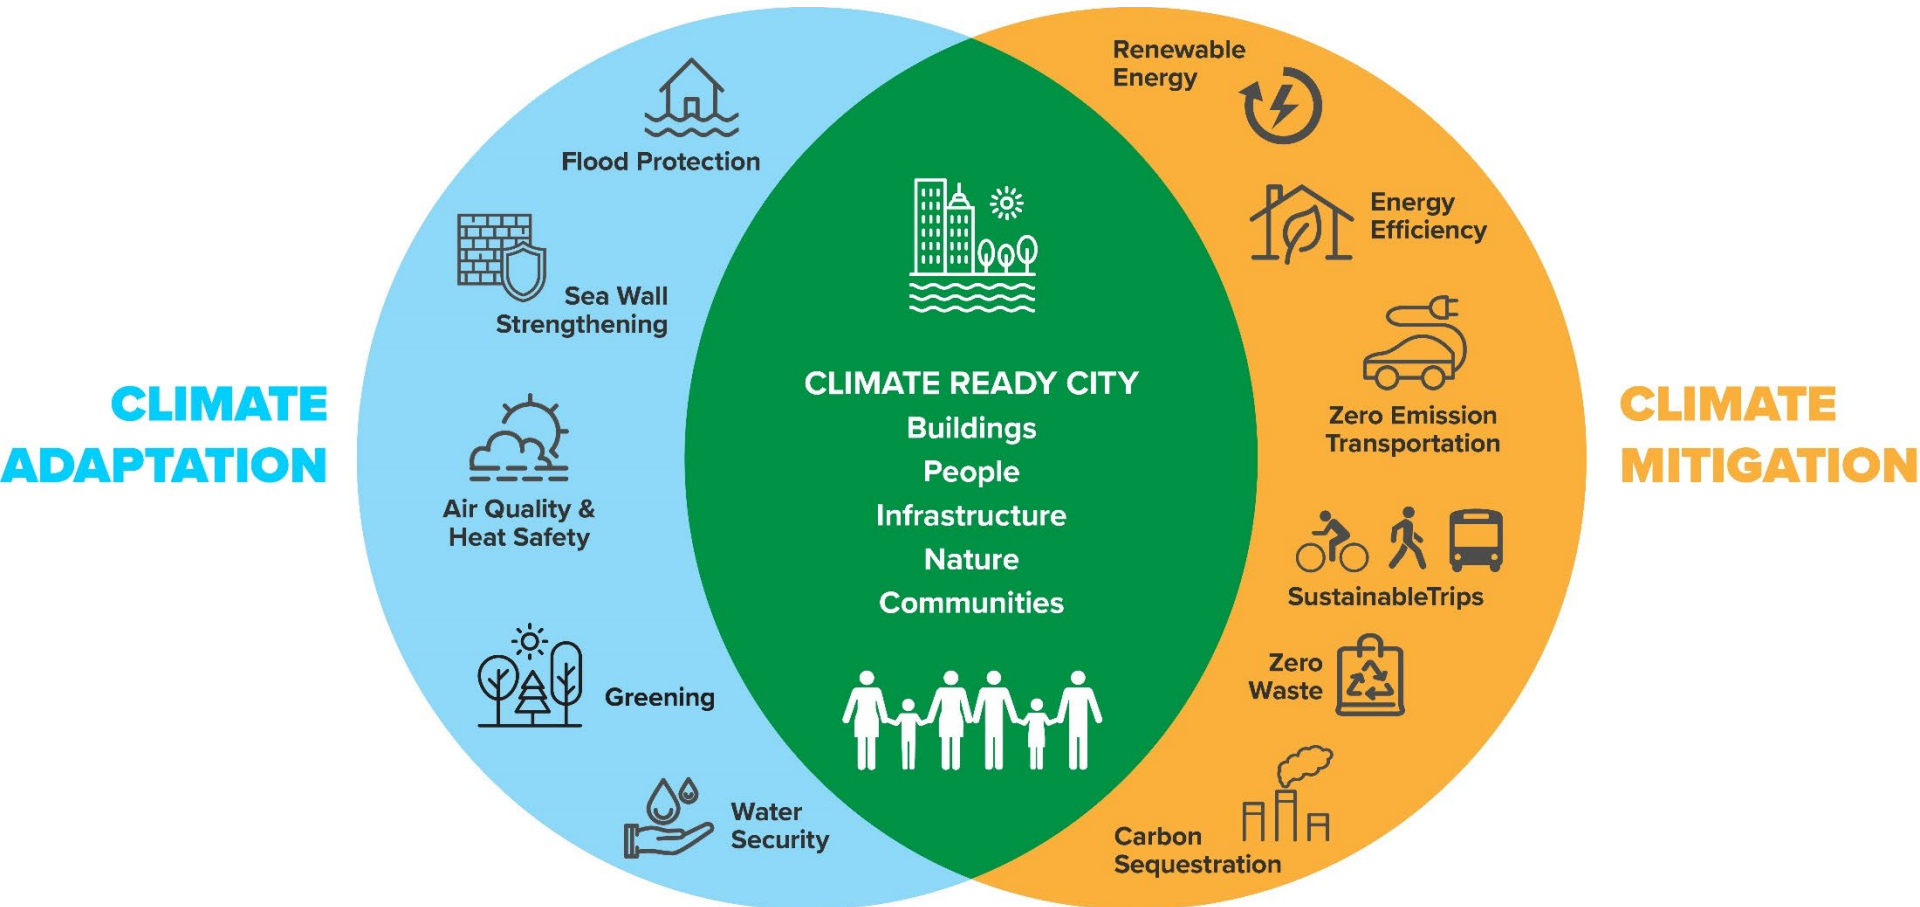 CLIMATE
ADAPTATION
Flood Protection
Sea Wall
Strengthening
Air Quality &
Heat Safety
Greening
Water
Security
CLIMATE READY CITY
Buildings
People
Infrastructure
Nature
Communities
Renewable
Energy
Energy
Efficiency
Zero Emission
Transportation
SustainableTrips
Zero
Waste
Carbon
Sequestration
CLIMATE
MITIGATION